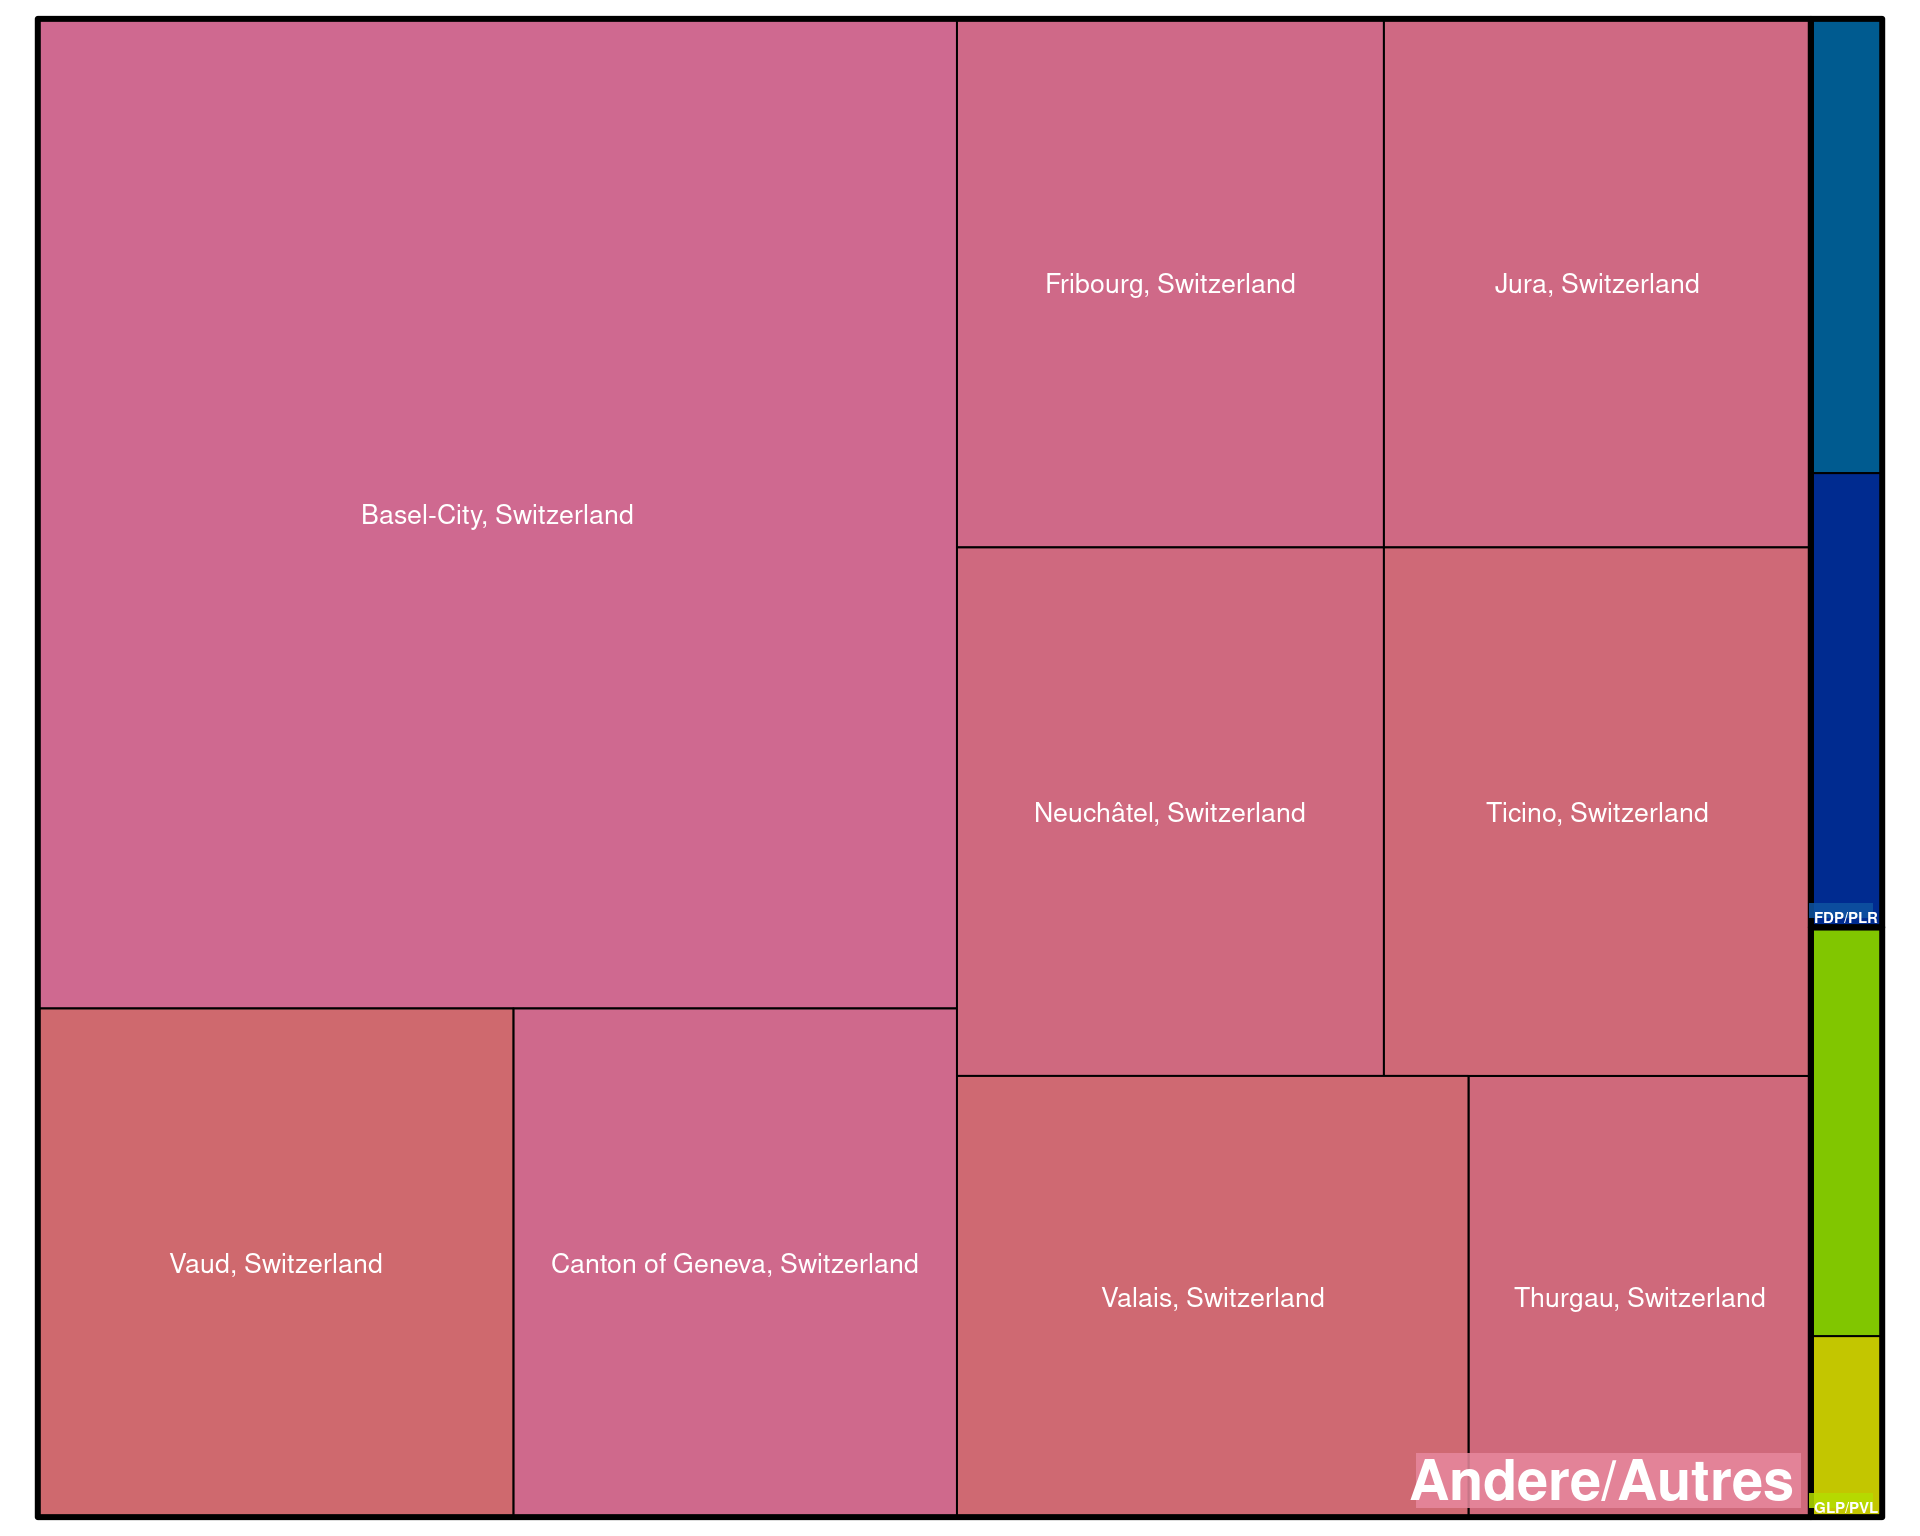 Basel-City, Switzerland
Fribourg, Switzerland
Jura, Switzerland
Neuchâtel, Switzerland
Ticino, Switzerland
Vaud, Switzerland
Canton of Geneva, Switzerland
Valais, Switzerland
Thurgau, Switzerland
Andere/Autres
FDP/PLR
GLP/PVL